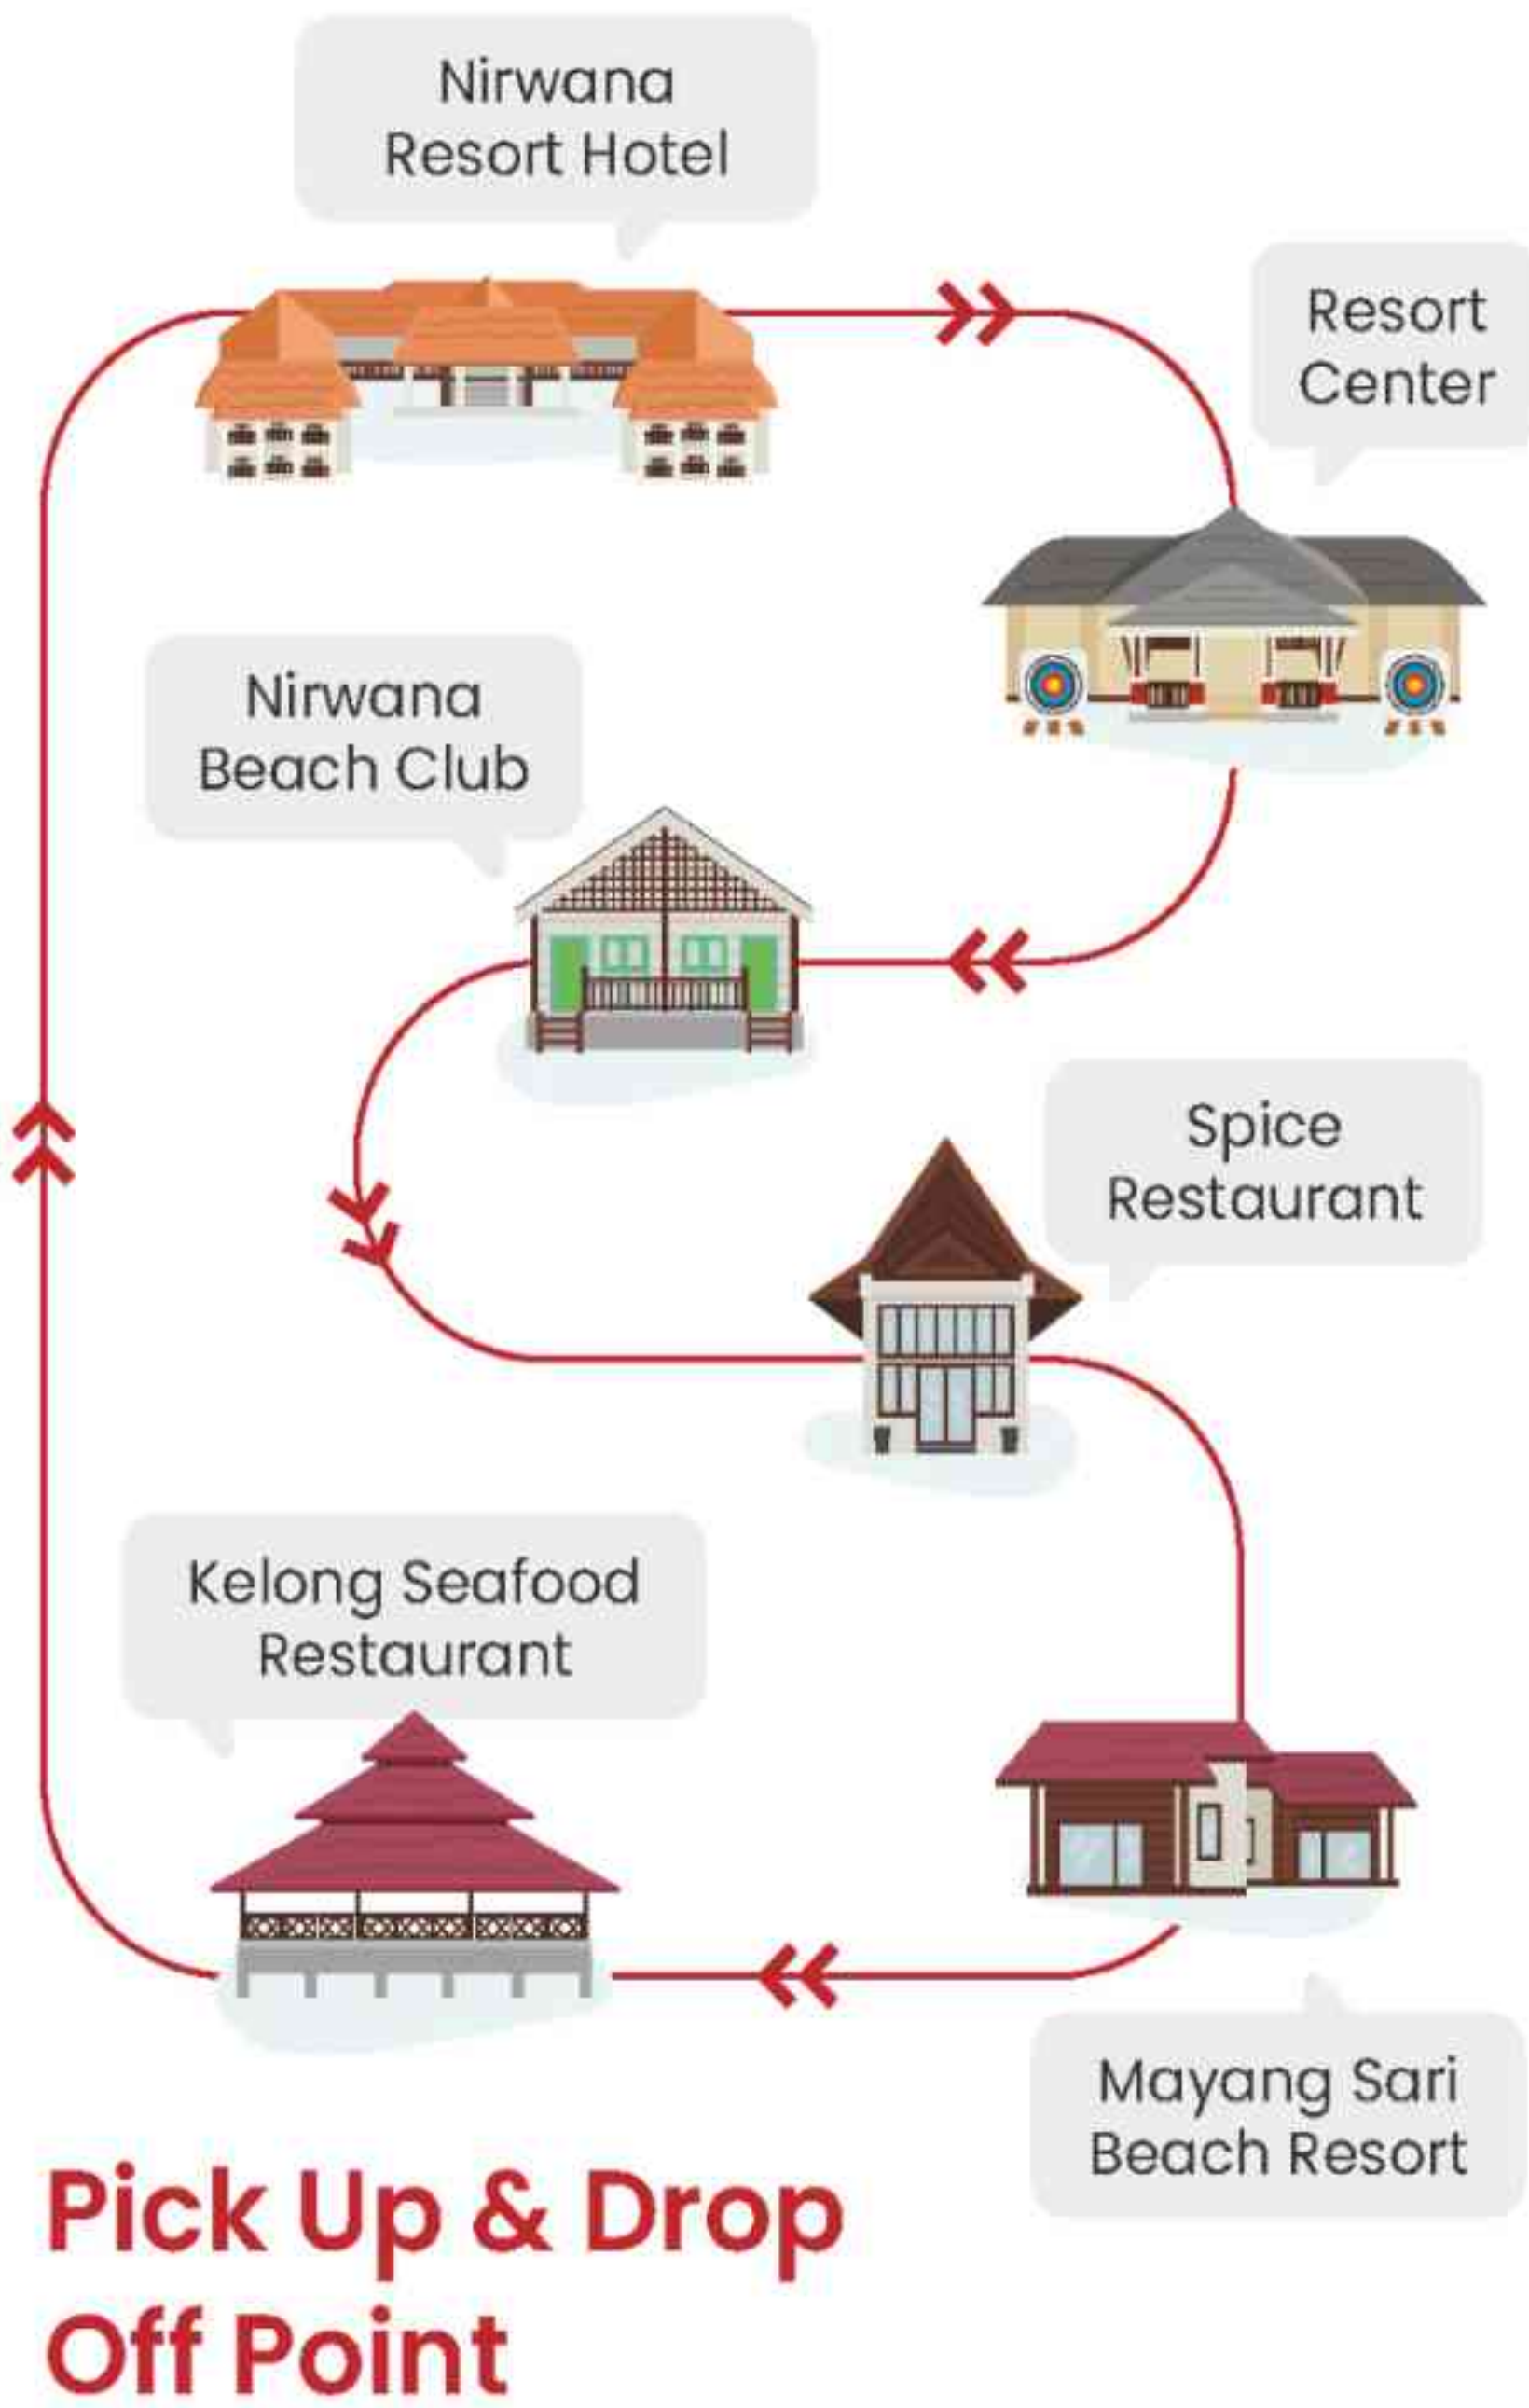 Nirwana
Resort Hotel
Resort
Center
Nirwana
Beach Club
Spice
Restaurant
Kelong Seafood
Restaurant
Mayang Sari
Beach Resort
Pick Up & Drop
Off Point